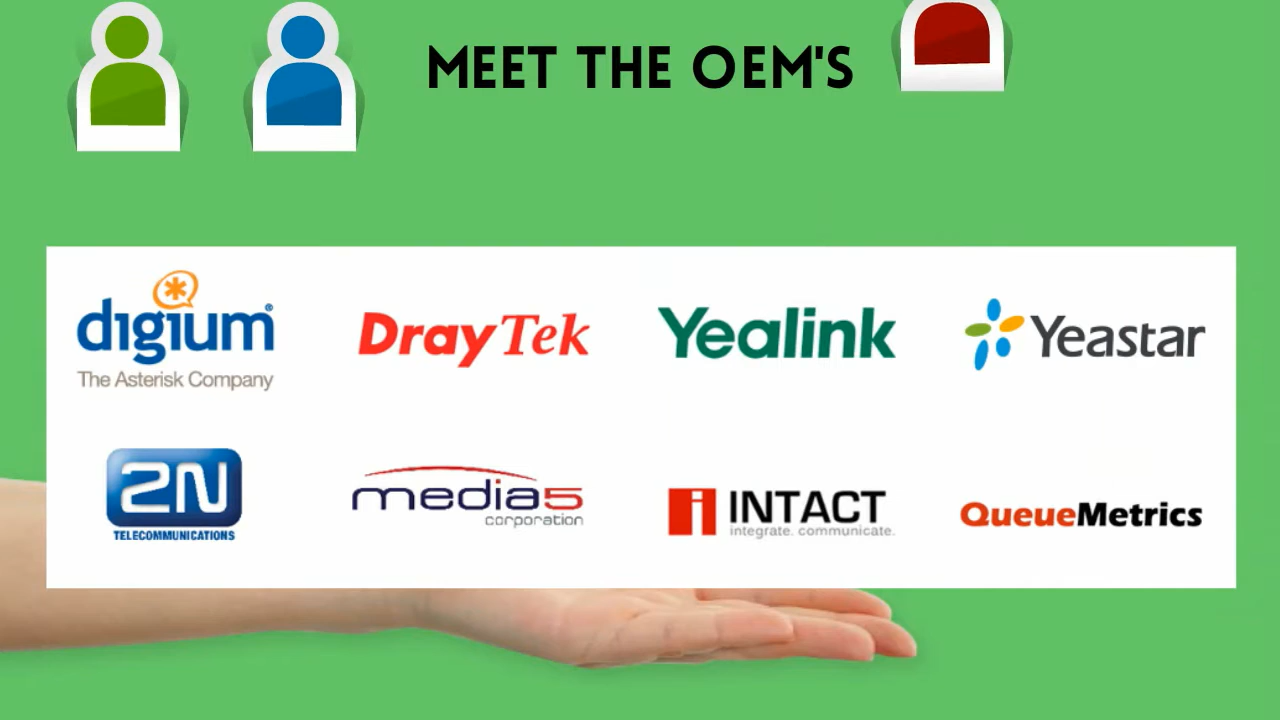 MEET THE OEM'S
digium®
The Asterisk Company
DrayTek
Yealink
Yeastar
2N
TELECOMMUNICATIONS
media5
corporation
i INTACT
integrate. communicate.
QueueMetrics